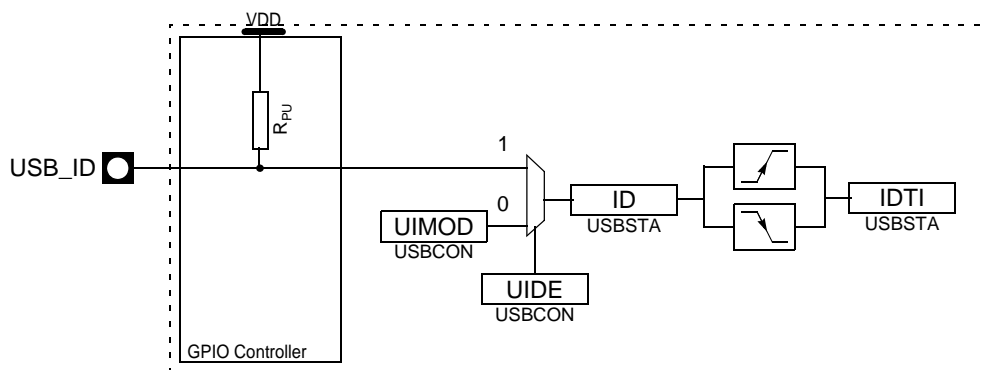 VDD
RPU
USB_ID
1
0
UIMOD
USBCON
UIDE
USBCON
ID
USBSTA
IDTI
USBSTA
GPIO Controller